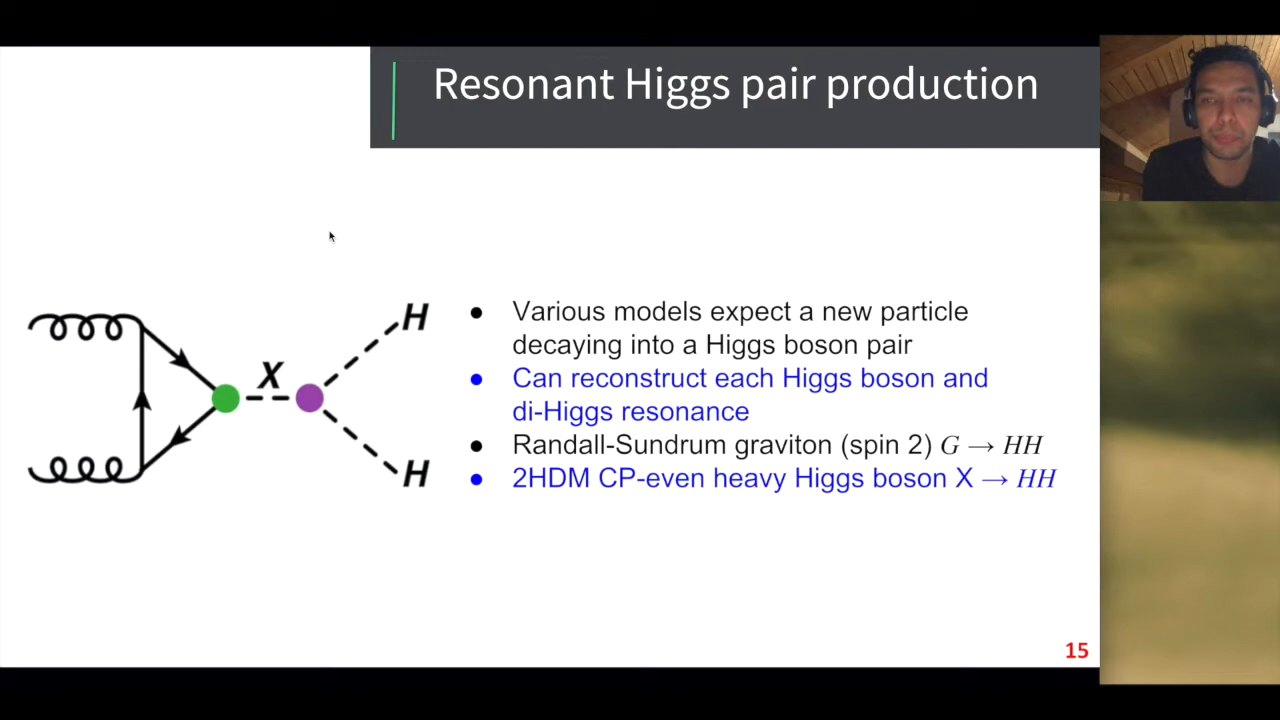 Resonant Higgs pair production
H
X
H
● Various models expect a new particle
decaying into a Higgs boson pair
● Can reconstruct each Higgs boson and
di-Higgs resonance
● Randall-Sundrum graviton (spin 2) G → HH
● 2HDM CP-even heavy Higgs boson X → HH
15